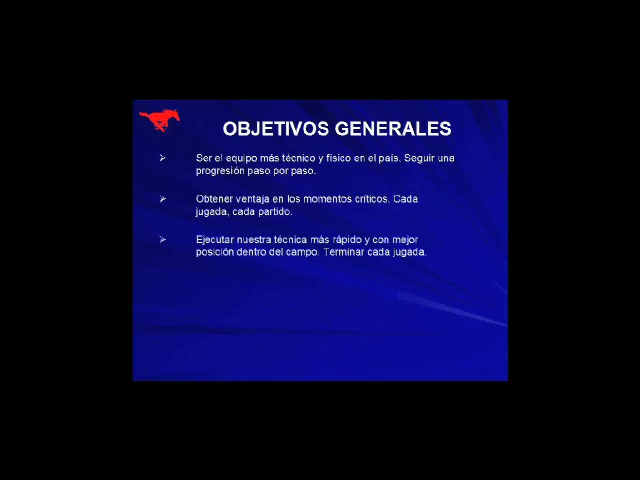 OBJETIVOS GENERALES
Ser el equipo más técnico y físico en el país. Seguir una
progresión paso por paso.
Obtener ventaja en los momentos críticos. Cada
jugada, cada partido.
Ejecutar nuestra técnica más rápido y con mejor
posición dentro del campo. Terminar cada jugada.